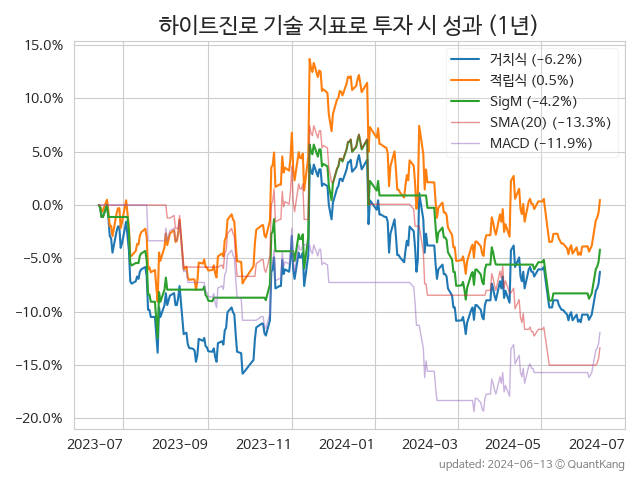 하이트진로 기술 지표로 투자 시 성과 (1년)
15.0%
10.0%
5.0%
0.0%
−5.0%
−10.0%
−15.0%
−20.0%
거치식 (−6.2%)
적립식 (0.5%)
SigM (−4.2%)
SMA(20) (−13.3%)
MACD (−11.9%)
2023-07 2023-09 2023-11 2024-01 2024-03 2024-05 2024-07
updated: 2024-06-13 © QuantKang